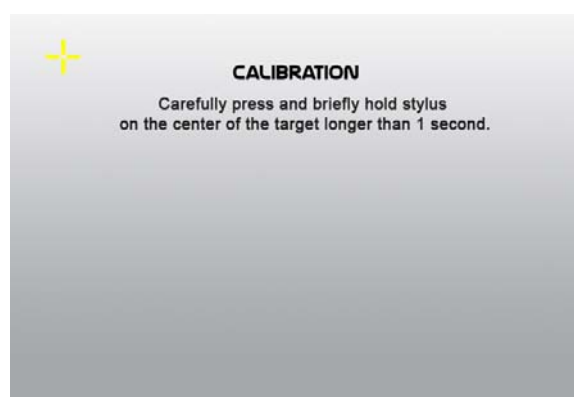 CALIBRATION
Carefully press and briefly hold stylus
on the center of the target longer than 1 second.